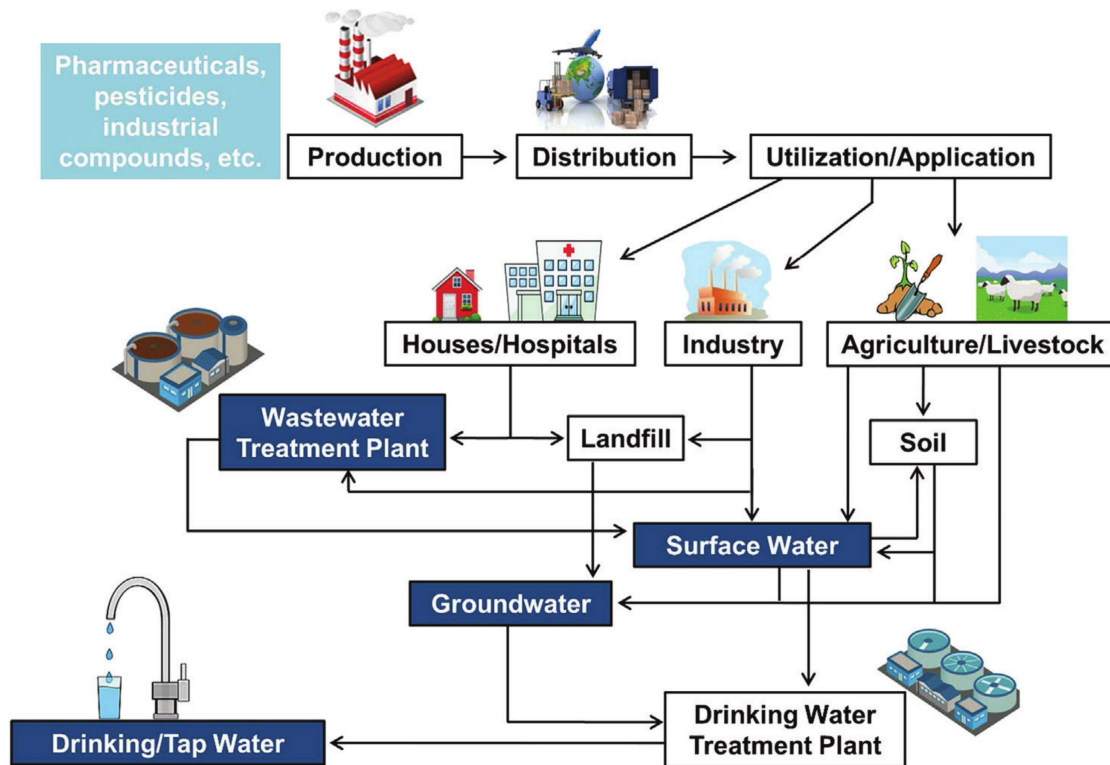 Pharmaceuticals,
pesticides,
industrial
compounds, etc.
Production
Distribution
Utilization/Application
Houses/Hospitals
Industry
Agriculture/Livestock
Wastewater
Treatment Plant
Landfill
Soil
Surface Water
Groundwater
Drinking Water
Treatment Plant
Drinking/Tap Water